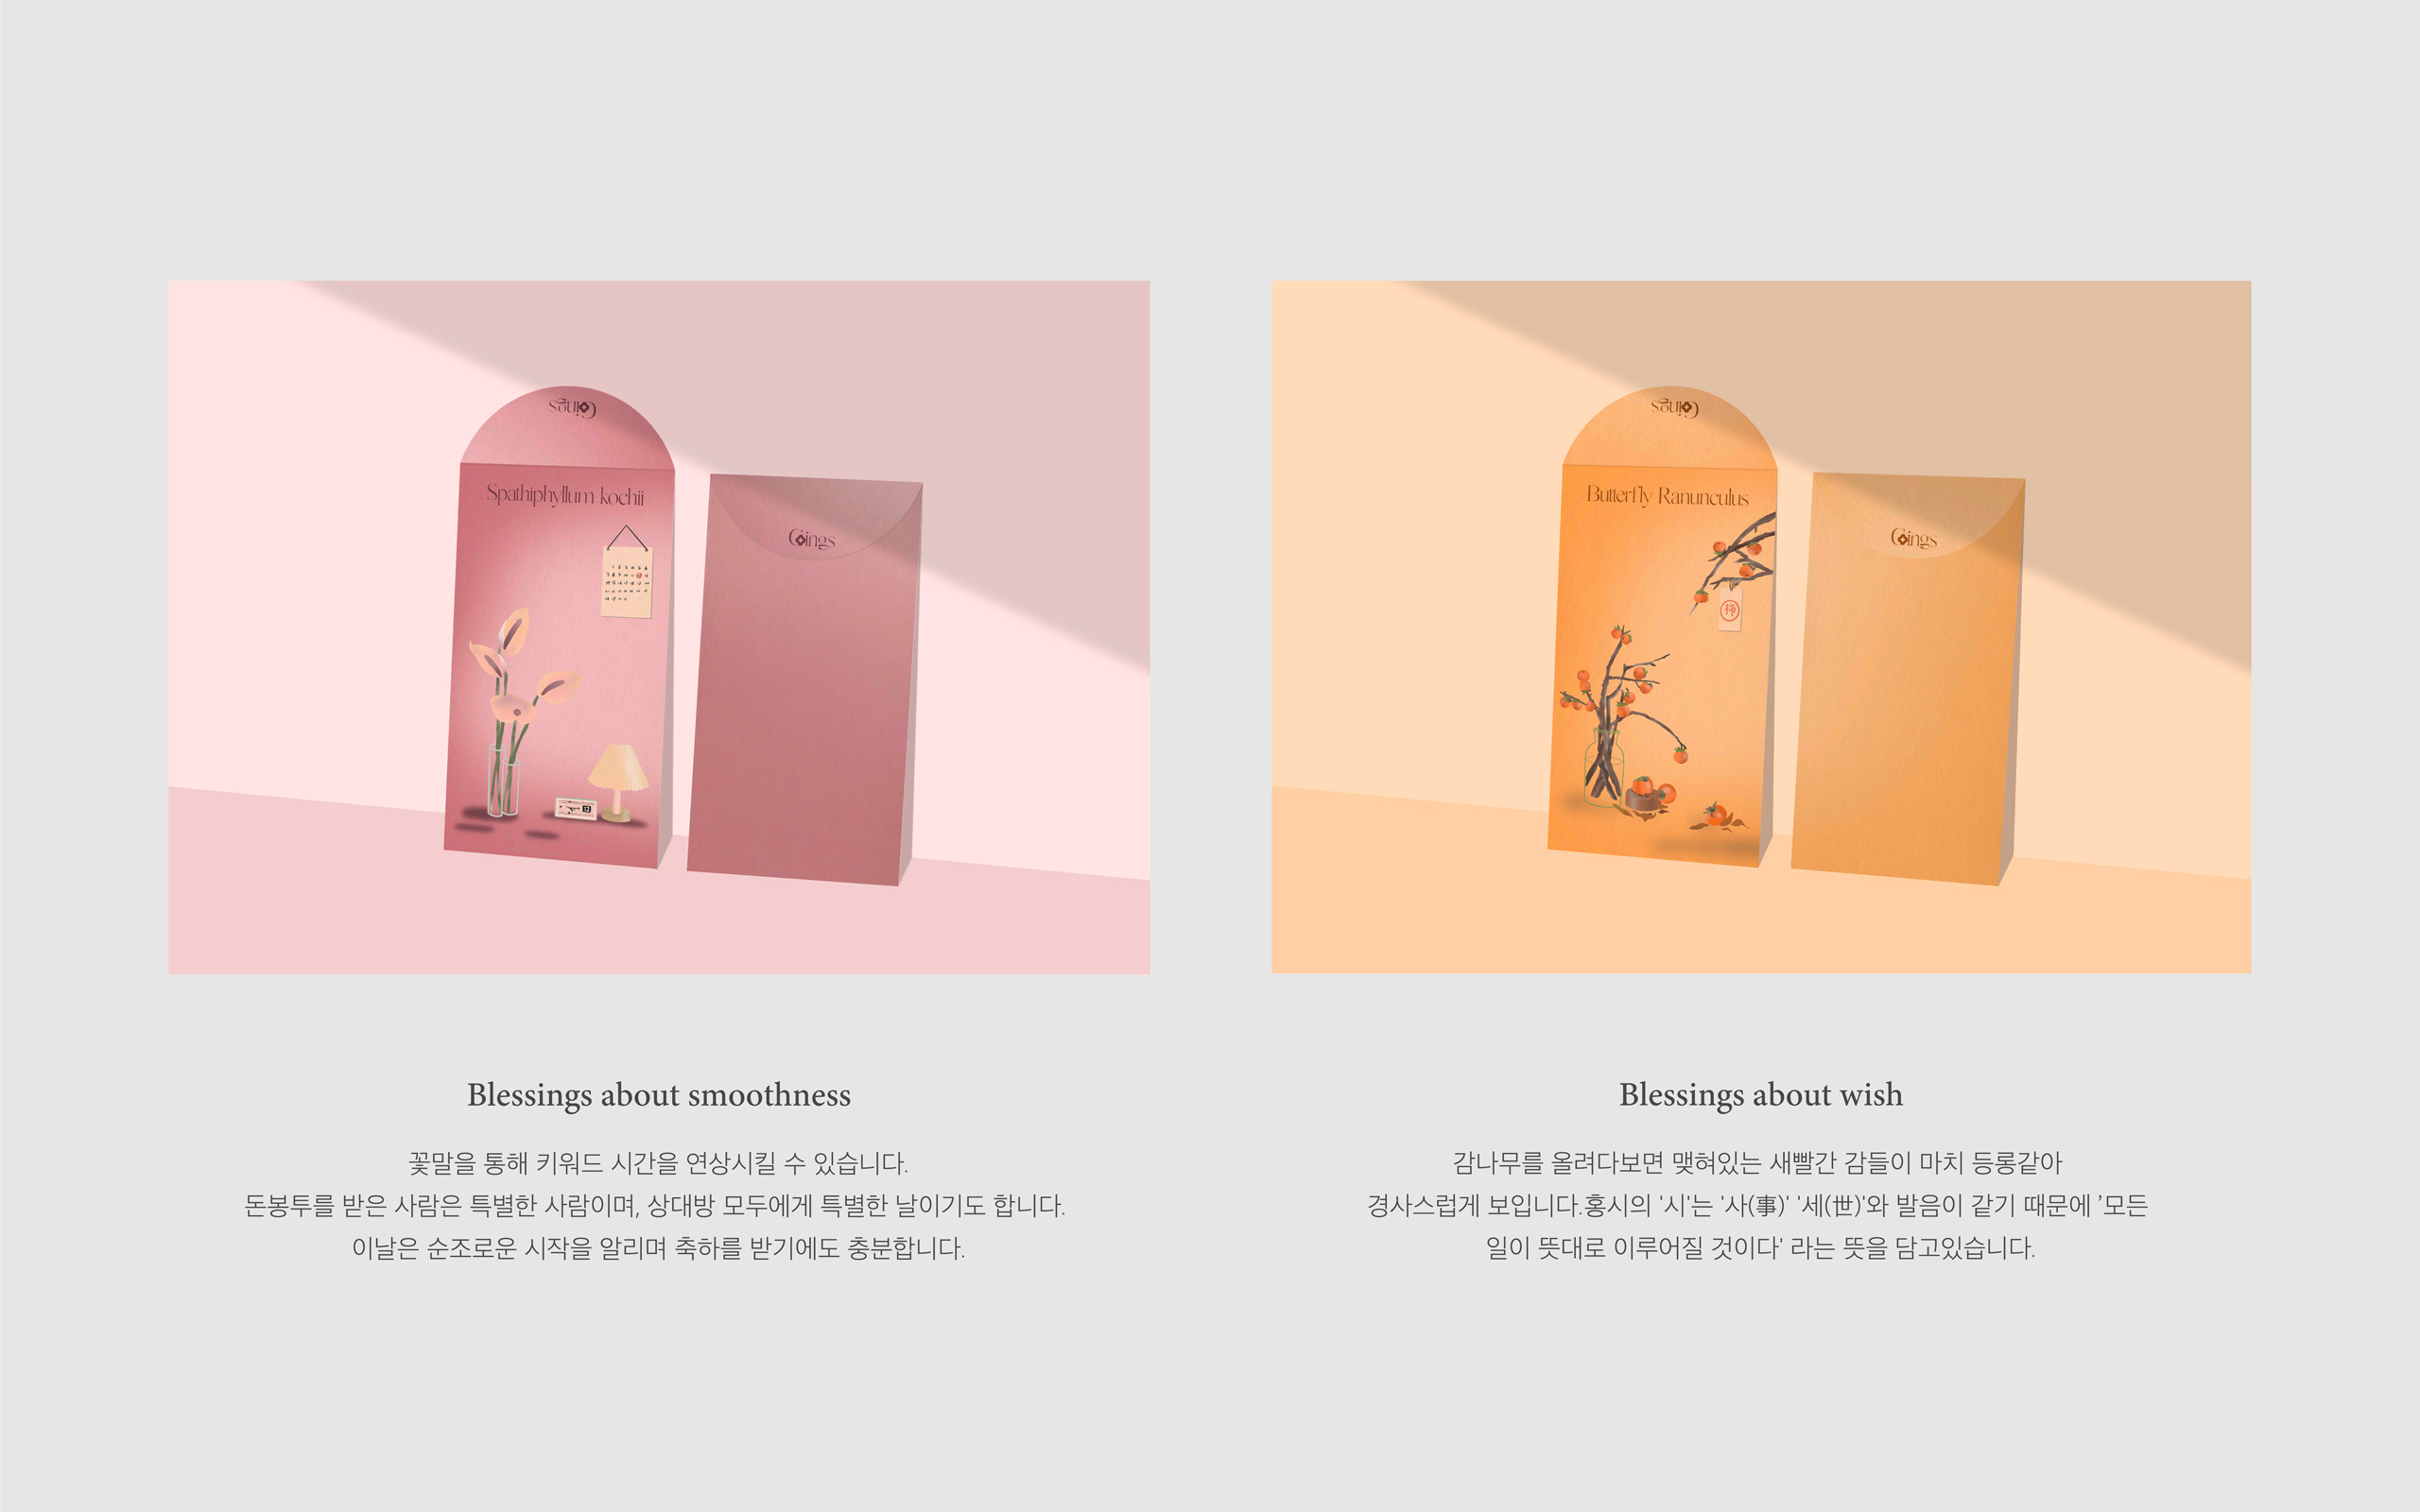 Coings
Spathiphyllum kochii
Coings
Coings
Butterfly Ranunculus
柿
Coings
Blessings about smoothness
꽃말을 통해 키워드 시간을 연상시킬 수 있습니다.
돈봉투를 받은 사람은 특별한 사람이며, 상대방 모두에게 특별한 날이기도 합니다.
이날은 순조로운 시작을 알리며 축하를 받기에도 충분합니다.
Blessings about wish
감나무를 올려다보면 맺혀있는 새빨간 감들이 마치 등롱같아
경사스럽게 보입니다.홍시의 '시'는 '사(事)' '세(世)'와 발음이 같기 때문에 '모든
일이 뜻대로 이루어질 것이다' 라는 뜻을 담고있습니다.